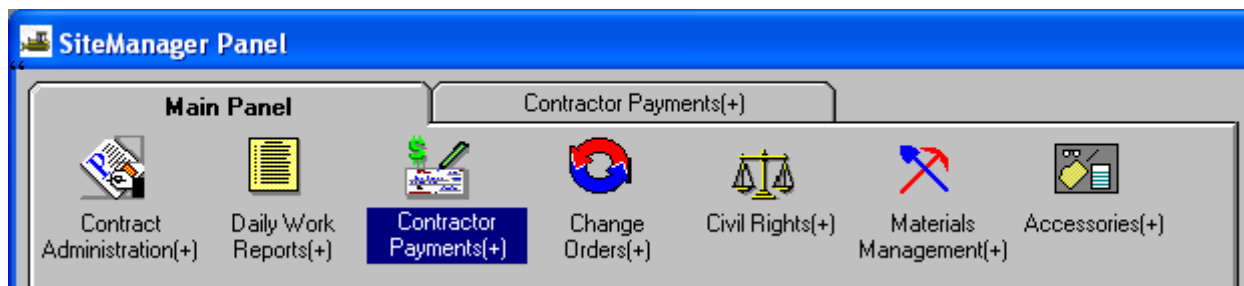 SiteManager Panel
“
Main Panel
Contractor Payments(+)
Contract
Administration(+)
Daily Work
Reports(+)
Contractor
Payments(+)
Change
Orders(+)
Civil Rights(+)
Materials
Management(+)
Accessories(+)